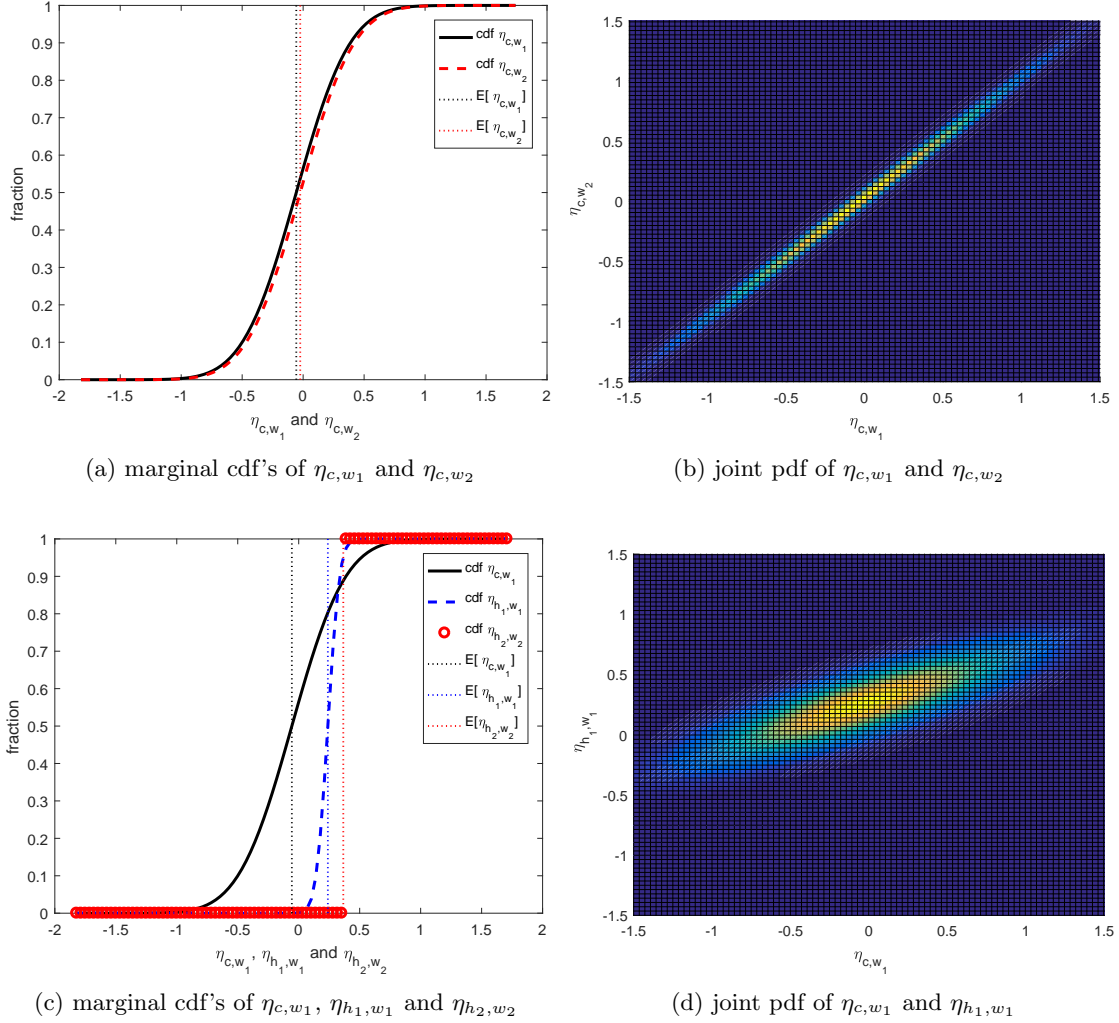 1
0.9
0.8
0.7
0.6
0.5
0.4
0.3
0.2
0.1
0
fraction
-2 -1.5 -1 -0.5 0 0.5 1 1.5 2
η_{c,w_1} and η_{c,w_2}
cdf η_{c,w_1}
cdf η_{c,w_2}
E[ η_{c,w_1}]
E[ η_{c,w_2}]
(a) marginal cdf's of η_{c,w_1} and η_{c,w_2}
1.5
1
0.5
0
-0.5
-1
-1.5
η_{c,w_2}
-1.5 -1 -0.5 0 0.5 1 1.5
η_{c,w_1}
(b) joint pdf of η_{c,w_1} and η_{c,w_2}
1
0.9
0.8
0.7
0.6
0.5
0.4
0.3
0.2
0.1
0
fraction
-2 -1.5 -1 -0.5 0 0.5 1 1.5 2
η_{c,w_1}, η_{h_1,w_1} and η_{h_2,w_2}
cdf η_{c,w_1}
cdf η_{h_1,w_1}
cdf η_{h_2,w_2}
E[ η_{c,w_1}]
E[ η_{h_1,w_1}]
E[η_{h_2,w_2}]
(c) marginal cdf's of η_{c,w_1}, η_{h_1,w_1} and η_{h_2,w_2}
1.5
1
0.5
0
-0.5
-1
-1.5
η_{h_1,w_1}
-1.5 -1 -0.5 0 0.5 1 1.5
η_{c,w_1}
(d) joint pdf of η_{c,w_1} and η_{h_1,w_1}